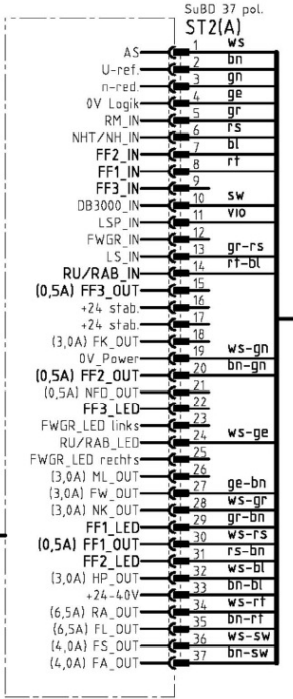 SuBD 37 pol.
ST2(A)
AS 1 ws
U-ref. 2 bn
n-red. 3 gn
0V Logik 4 ge
RM_IN 5 gr
NHT/NH_IN 6 rs
FF2_IN 7 bl
FF1_IN 8 rt
FF3_IN 9
DB3000_IN 10 sw
LSP_IN 11 vio
FWGR_IN 12
LS_IN 13 gr-rs
RU/RAB_IN 14 rt-bl
(0,5A) FF3_OUT 15
+24 stab. 16
+24 stab. 17
(3,0A) FK_OUT 18
0V_Power 19 ws-gn
(0,5A) FF2_OUT 20 bn-gn
(0,5A) NFD_OUT 21
FF3_LED 22
FWGR_LED links 23
RU/RAB_LED 24 ws-ge
FWGR_LED rechts 25
(3,0A) ML_OUT 26
(3,0A) FW_OUT 27 ge-bn
(3,0A) NK_OUT 28 ws-gr
FF1_LED 29 gr-bn
(0,5A) FF1_OUT 30 ws-rs
FF2_LED 31 rs-bn
(3,0A) HP_OUT 32 ws-bl
+24-40V 33 bn-bl
(6,5A) RA_OUT 34 ws-rt
(6,5A) FL_OUT 35 bn-rt
(4,0A) FS_OUT 36 ws-sw
(4,0A) FA_OUT 37 bn-sw